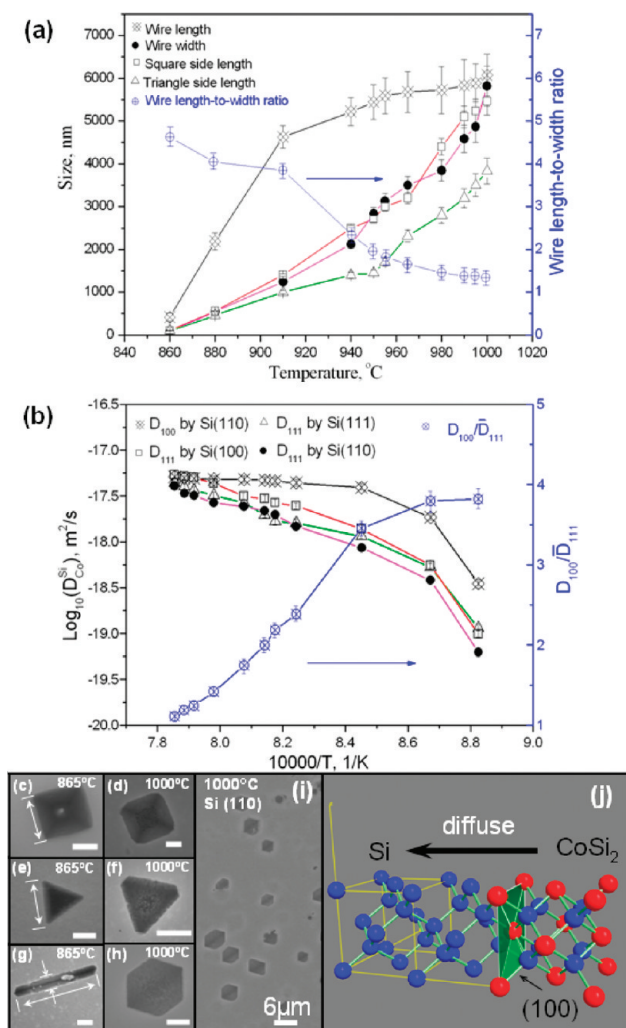 (a)
Wire length
Wire width
Square side length
Triangle side length
Wire length-to-width ratio
7000
6000
5000
4000
3000
2000
1000
0
Size, nm
7
6
5
4
3
2
1
0
Wire length-to-width ratio
840 860 880 900 920 940 960 980 1000 1020
Temperature, °C
(b)
-16.5
-17.0
-17.5
-18.0
-18.5
-19.0
-19.5
-20.0
Log₁₀(D_Co^Si), m²/s
D₁₀₀ by Si(110) D₁₁₁ by Si(111)
D₁₁₁ by Si(100) D₁₁₁ by Si(110)
D₁₀₀/D̄₁₁₁
5
4
3
2
1
D₁₀₀/D̄₁₁₁
7.8 8.0 8.2 8.4 8.6 8.8 9.0
10000/T, 1/K
(c) 865°C
(d) 1000°C
(e) 865°C
(f) 1000°C
(g) 865°C
(h) 1000°C
1000°C (i)
Si (110)
6μm
(j)
diffuse
Si CoSi₂
(100)